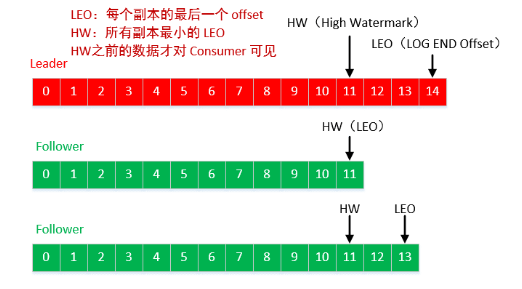 LEO：每个副本的最后一个 offset
HW：所有副本最小的 LEO
HW之前的数据才对 Consumer 可见
HW（High Watermark）
LEO（LOG END Offset）
Leader
0 1 2 3 4 5 6 7 8 9 10 11 12 13 14
HW（LEO）
Follower
0 1 2 3 4 5 6 7 8 9 10 11
HW LEO
Follower
0 1 2 3 4 5 6 7 8 9 10 11 12 13